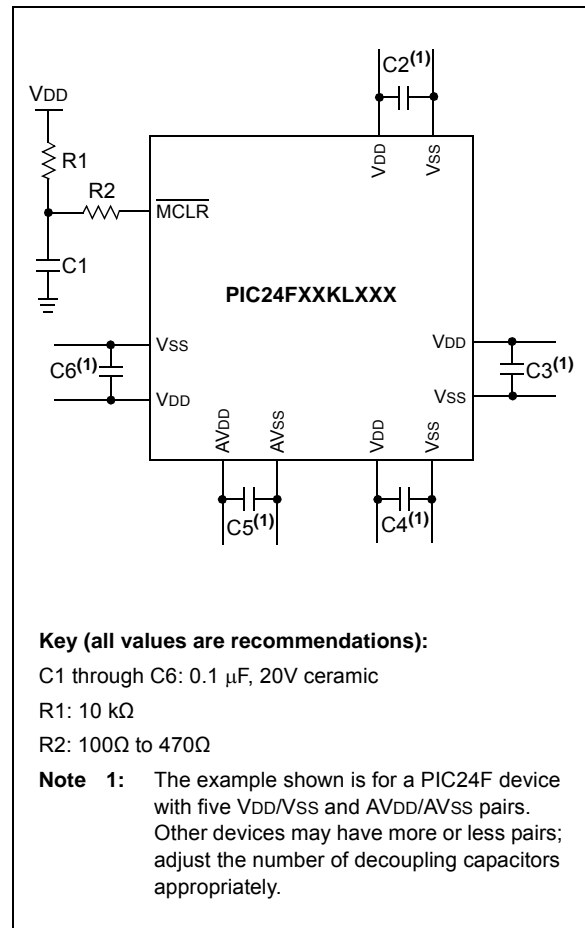 C2(1)
VDD
R1
R2
VDD
VSS
MCLR
C1
PIC24FXXKLXXX
VSS
VDD
C6(1)
C3(1)
VDD
VSS
AVDD
AVSS
VDD
VSS
C5(1)
C4(1)
Key (all values are recommendations):
C1 through C6: 0.1 μF, 20V ceramic
R1: 10 kΩ
R2: 100Ω to 470Ω
Note 1: The example shown is for a PIC24F device
with five VDD/VSS and AVDD/AVSS pairs.
Other devices may have more or less pairs;
adjust the number of decoupling capacitors
appropriately.